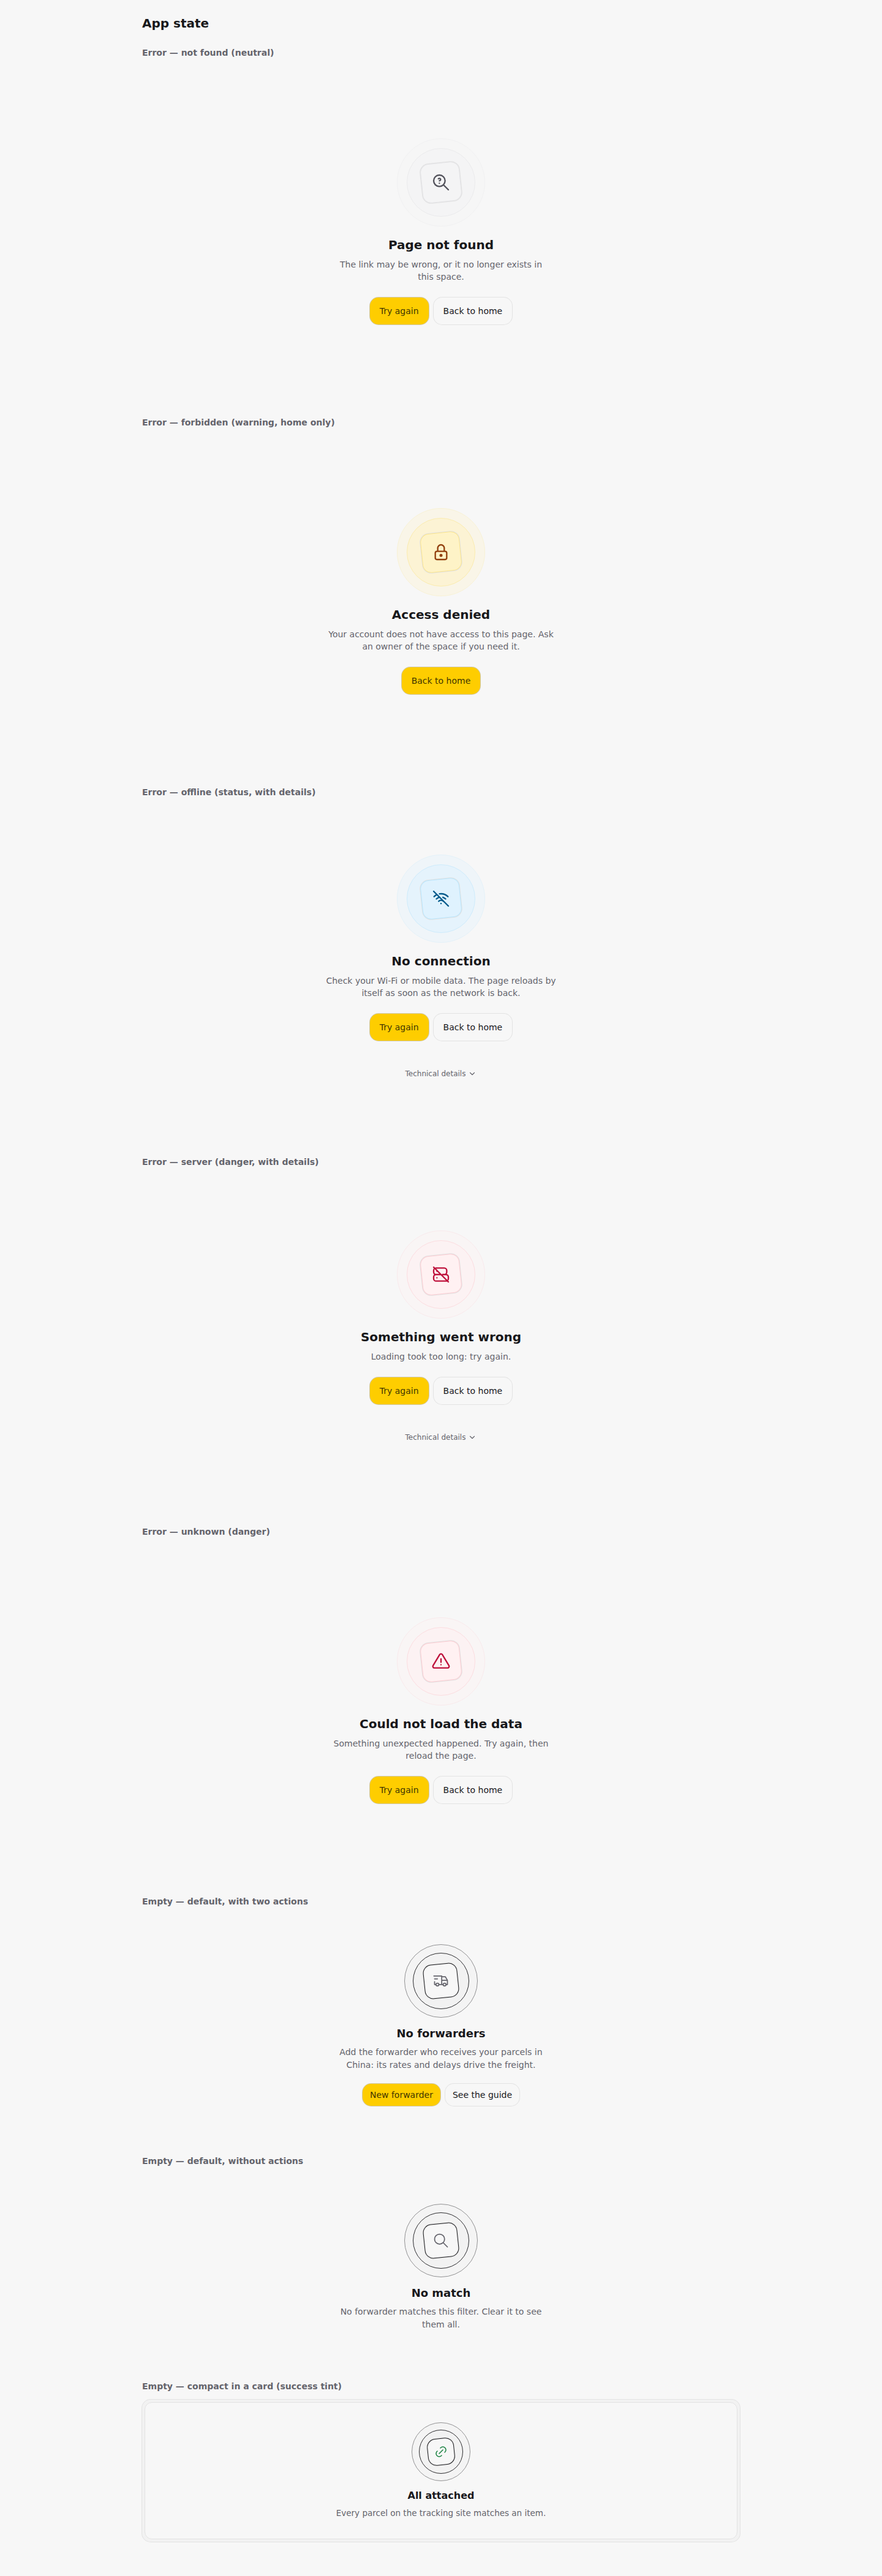 App state
Error — not found (neutral)
Page not found
The link may be wrong, or it no longer exists in
this space.
Try again
Back to home
Error — forbidden (warning, home only)
Access denied
Your account does not have access to this page. Ask
an owner of the space if you need it.
Back to home
Error — offline (status, with details)
No connection
Check your Wi-Fi or mobile data. The page reloads by
itself as soon as the network is back.
Try again
Back to home
Technical details
Error — server (danger, with details)
Something went wrong
Loading took too long: try again.
Try again
Back to home
Technical details
Error — unknown (danger)
Could not load the data
Something unexpected happened. Try again, then
reload the page.
Try again
Back to home
Empty — default, with two actions
No forwarders
Add the forwarder who receives your parcels in
China: its rates and delays drive the freight.
New forwarder
See the guide
Empty — default, without actions
No match
No forwarder matches this filter. Clear it to see
them all.
Empty — compact in a card (success tint)
All attached
Every parcel on the tracking site matches an item.